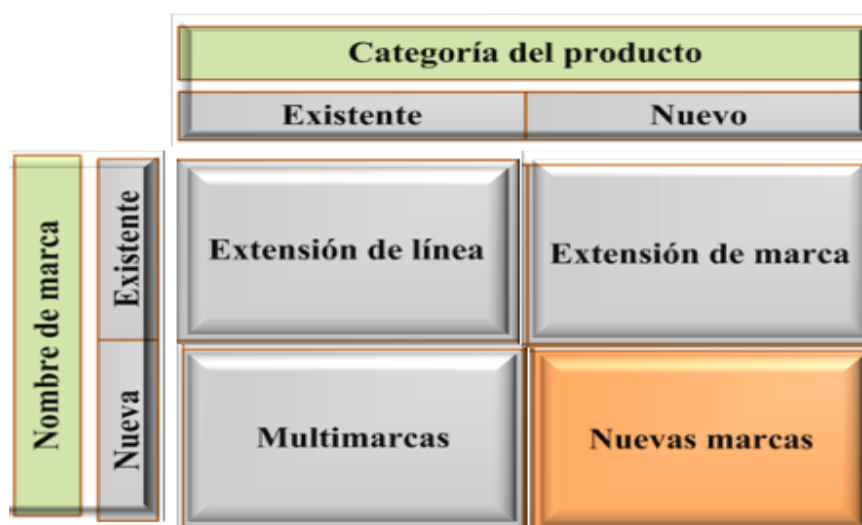 Categoría del producto
Existente
Nuevo
Nombre de marca
Existente
Extensión de línea
Extensión de marca
Nueva
Multimarcas
Nuevas marcas